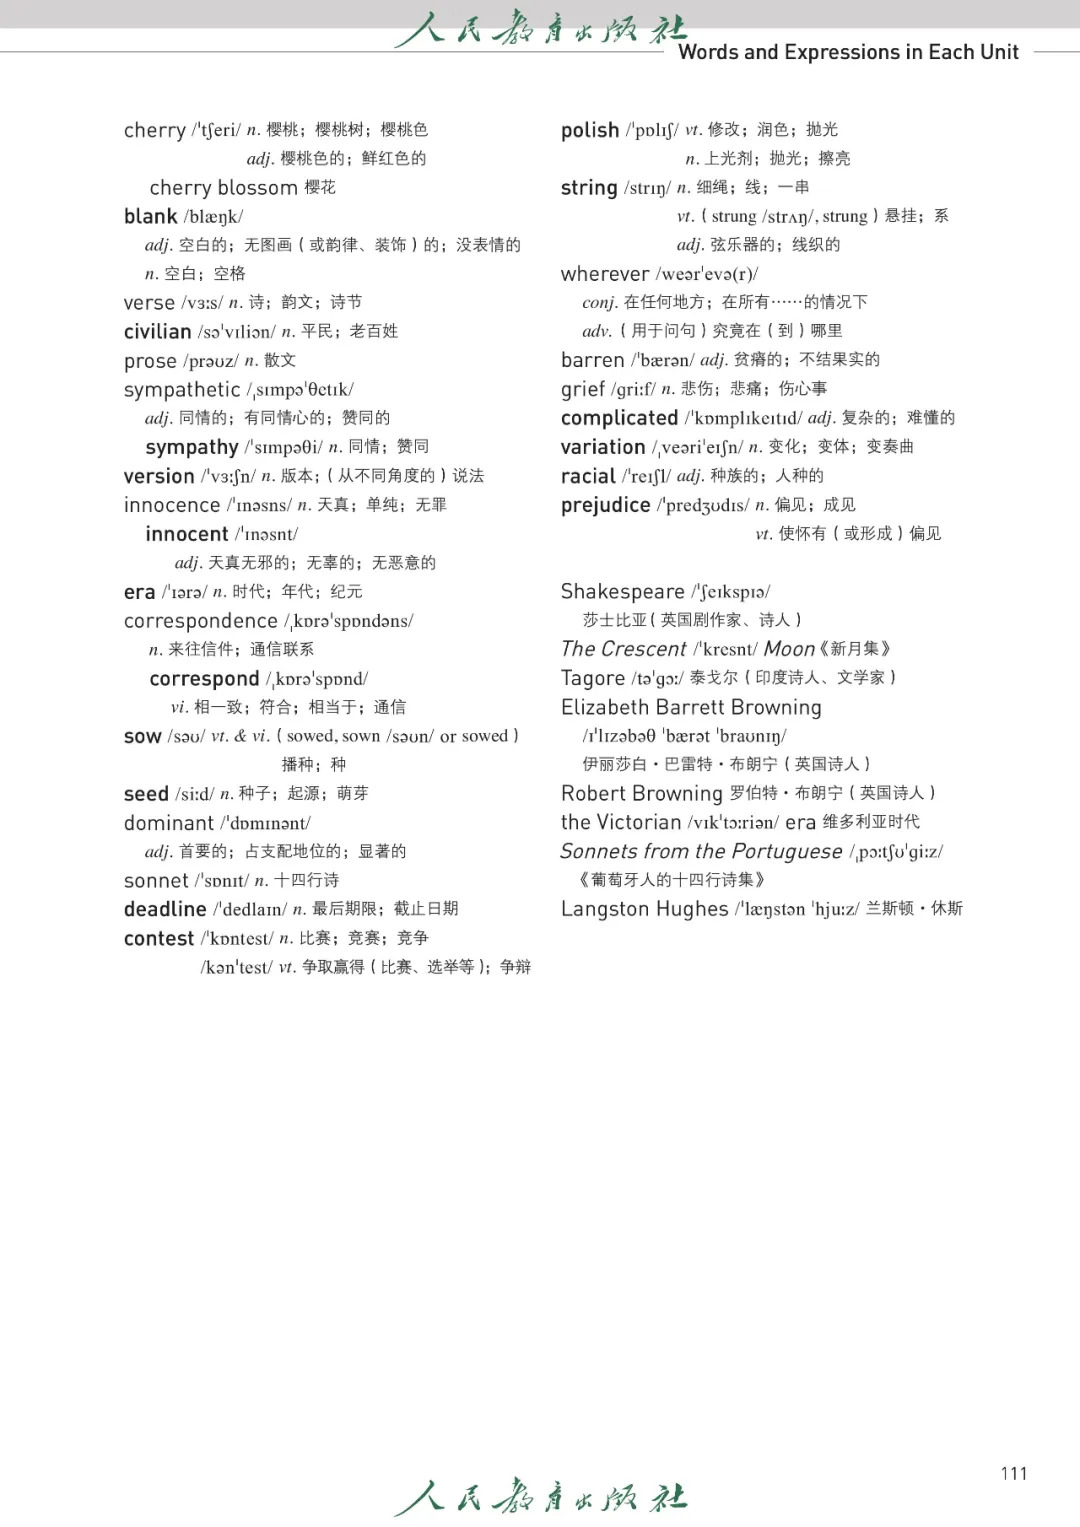 人民教育出版社
Words and Expressions in Each Unit
cherry /ˈtʃeri/ n. 樱桃；樱桃树；樱桃色
adj. 樱桃色的；鲜红色的
cherry blossom 樱花
blank /blæŋk/
adj. 空白的；无图画（或韵律、装饰）的；没表情的
n. 空白；空格
verse /vɜːs/ n. 诗；韵文；诗节
civilian /səˈvɪliən/ n. 平民；老百姓
prose /prəʊz/ n. 散文
sympathetic /ˌsɪmpəˈθetɪk/
adj. 同情的；有同情心的；赞同的
sympathy /ˈsɪmpəθi/ n. 同情；赞同
version /ˈvɜːʃn/ n. 版本；（从不同角度的）说法
innocence /ˈɪnəsns/ n. 天真；单纯；无罪
innocent /ˈɪnəsnt/
adj. 天真无邪的；无辜的；无恶意的
era /ˈɪərə/ n. 时代；年代；纪元
correspondence /ˌkɒrəˈspɒndəns/
n. 来往信件；通信联系
correspond /ˌkɒrəˈspɒnd/
vi. 相一致；符合；相当于；通信
sow /səʊ/ vt. & vi.（sowed, sown /səʊn/ or sowed）
播种；种
seed /siːd/ n. 种子；起源；萌芽
dominant /ˈdɒmɪnənt/
adj. 首要的；占支配地位的；显著的
sonnet /ˈsɒnɪt/ n. 十四行诗
deadline /ˈdedlaɪn/ n. 最后期限；截止日期
contest /ˈkɒntest/ n. 比赛；竞赛；竞争
/kənˈtest/ vt. 争取赢得（比赛、选举等）；争辩
polish /ˈpɒlɪʃ/ vt. 修改；润色；抛光
n. 上光剂；抛光；擦亮
string /strɪŋ/ n. 细绳；线；一串
vt.（strung /strʌŋ/, strung）悬挂；系
adj. 弦乐器的；线织的
wherever /weərˈevə(r)/
conj. 在任何地方；在所有……的情况下
adv.（用于问句）究竟在（到）哪里
barren /ˈbærən/ adj. 贫瘠的；不结果实的
grief /ɡriːf/ n. 悲伤；悲痛；伤心事
complicated /ˈkɒmplɪkeɪtɪd/ adj. 复杂的；难懂的
variation /ˌveəriˈeɪʃn/ n. 变化；变体；变奏曲
racial /ˈreɪʃl/ adj. 种族的；人种的
prejudice /ˈpredʒʊdɪs/ n. 偏见；成见
vt. 使怀有（或形成）偏见
Shakespeare /ˈʃeɪkspɪə/
莎士比亚（英国剧作家、诗人）
The Crescent /ˈkresnt/ Moon《新月集》
Tagore /təˈɡɔː/ 泰戈尔（印度诗人、文学家）
Elizabeth Barrett Browning
/ɪˈlɪzəbəθ ˈbærət ˈbraʊnɪŋ/
伊丽莎白·巴雷特·布朗宁（英国诗人）
Robert Browning 罗伯特·布朗宁（英国诗人）
the Victorian /vɪkˈtɔːriən/ era 维多利亚时代
Sonnets from the Portuguese /ˌpɔːtʃʊˈɡiːz/
《葡萄牙人的十四行诗集》
Langston Hughes /ˈlæŋstən ˈhjuːz/ 兰斯顿·休斯
111
人民教育出版社